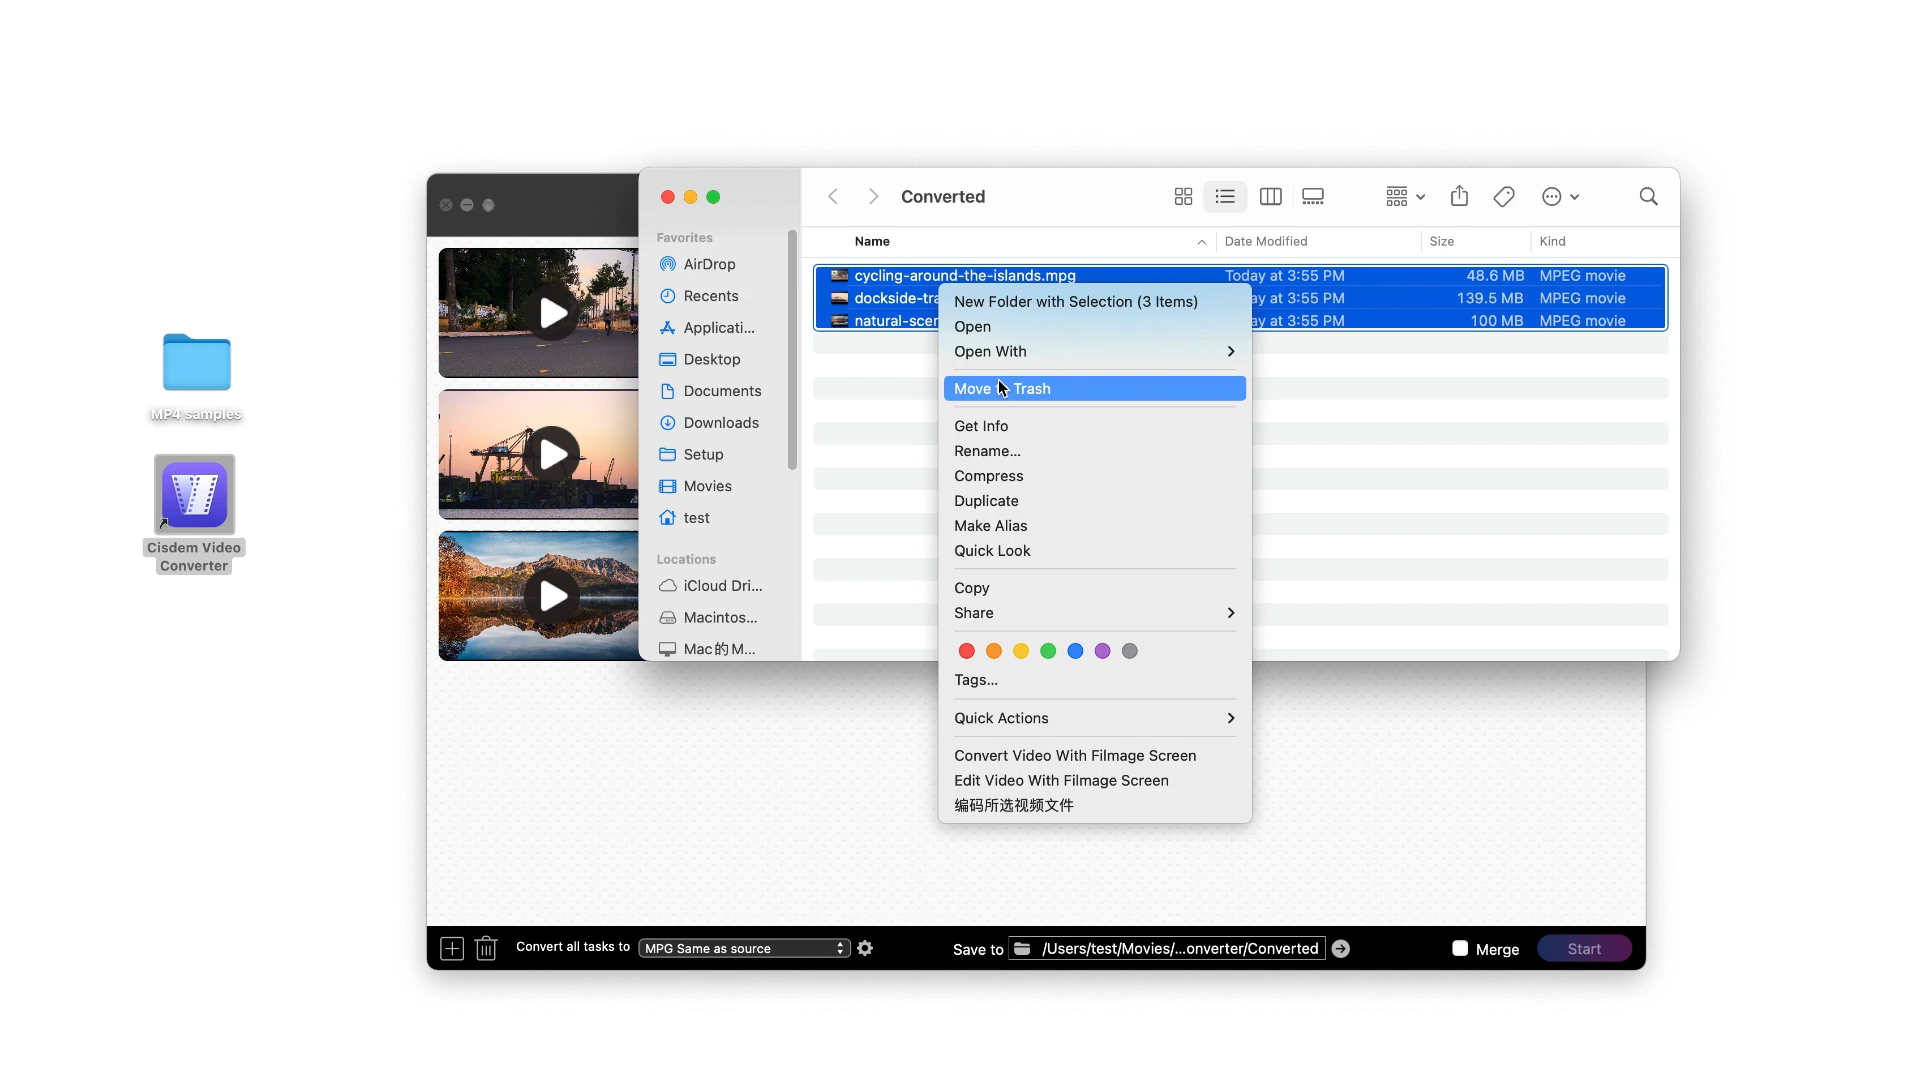 MP4 samples
Cisdem Video
Converter
Converted
Favorites
AirDrop
Recents
Applicati...
Desktop
Documents
Downloads
Setup
Movies
test
Locations
iCloud Dri...
Macintos...
Mac的 M...
Name Date Modified Size Kind
cycling-around-the-islands.mpg Today at 3:55 PM 48.6 MB MPEG movie
dockside-tra ay at 3:55 PM 139.5 MB MPEG movie
natural-scen ay at 3:55 PM 100 MB MPEG movie
New Folder with Selection (3 Items)
Open
Open With
Move Trash
Get Info
Rename...
Compress
Duplicate
Make Alias
Quick Look
Copy
Share
Tags...
Quick Actions
Convert Video With Filmage Screen
Edit Video With Filmage Screen
编码所选视频文件
Convert all tasks to MPG Same as source Save to /Users/test/Movies/...onverter/Converted Merge Start